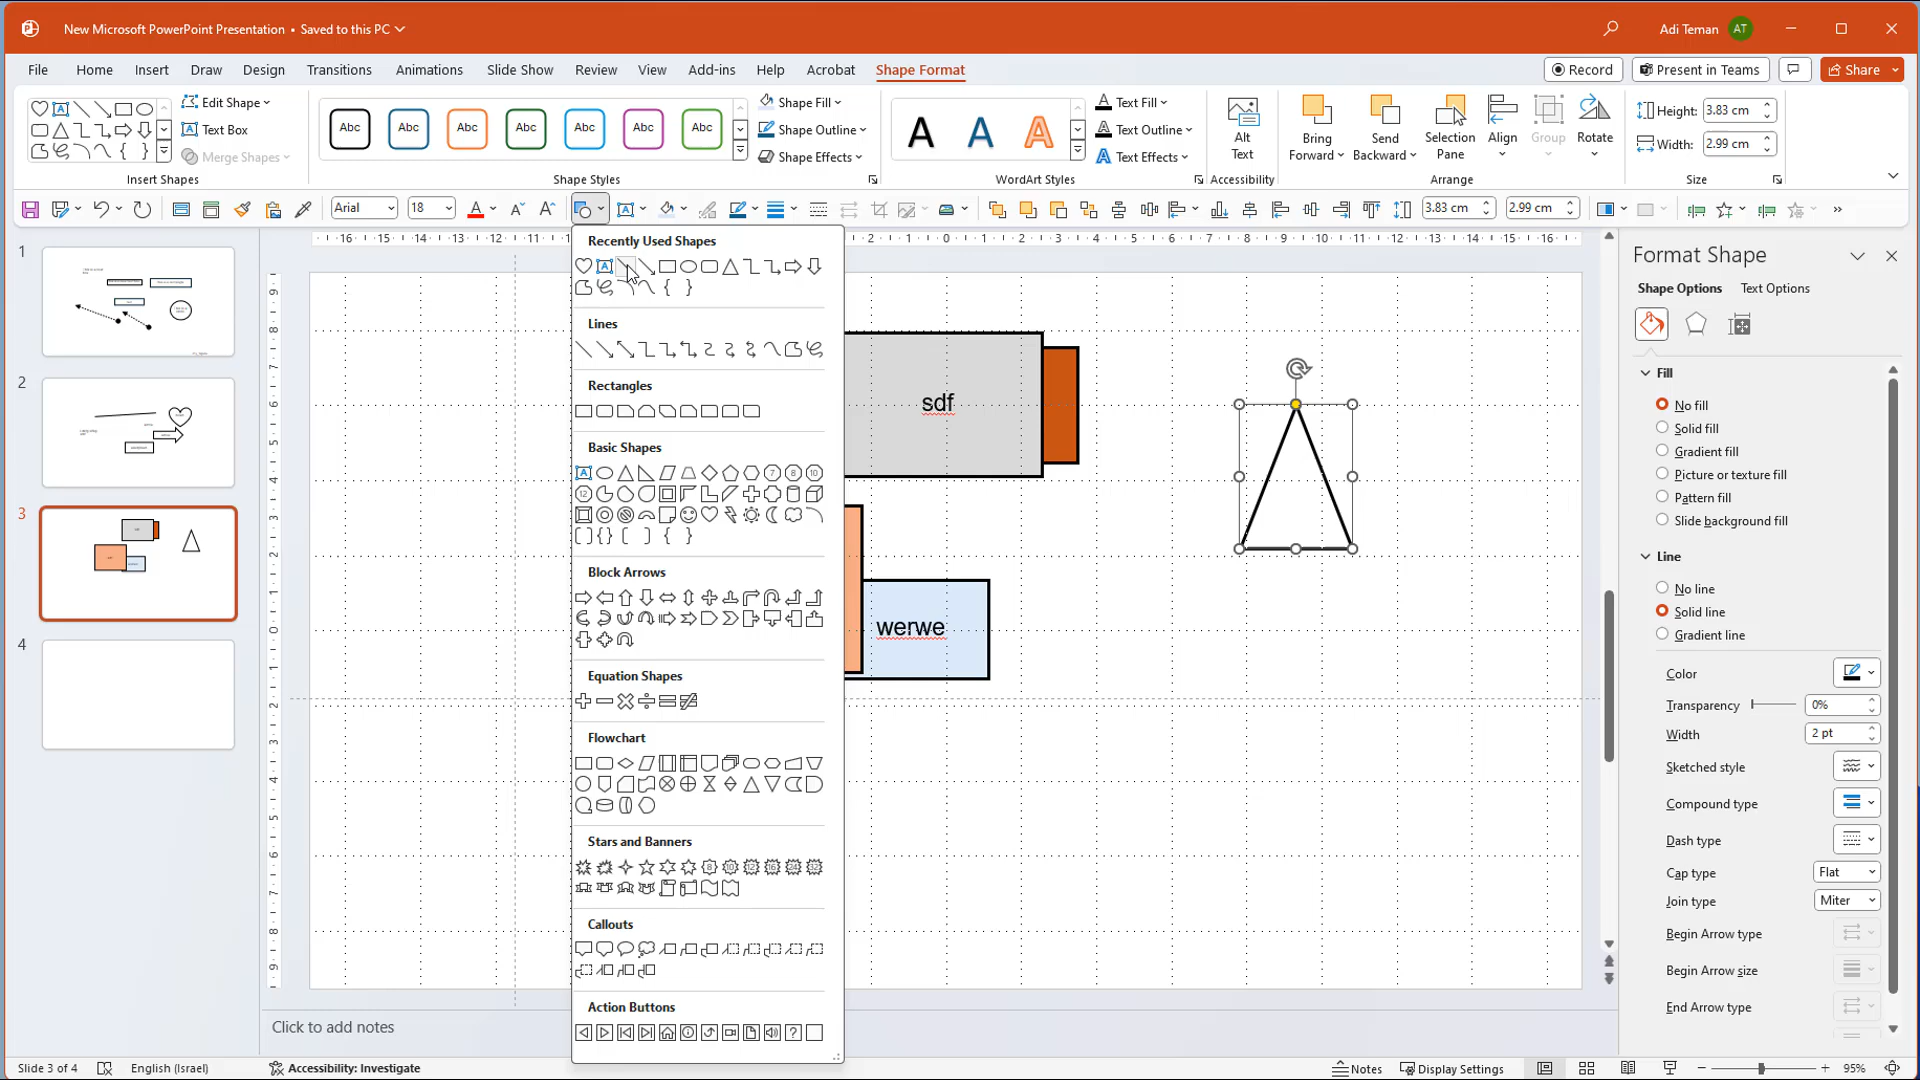 New Microsoft PowerPoint Presentation • Saved to this PC
Adi Teman
AT
File
Home
Insert
Draw
Design
Transitions
Animations
Slide Show
Review
View
Add-ins
Help
Acrobat
Shape Format
Record
Present in Teams
Share
Edit Shape
Text Box
Merge Shapes
Insert Shapes
Abc
Abc
Abc
Abc
Abc
Abc
Abc
Shape Fill
Shape Outline
Shape Effects
Shape Styles
A
A
A
Text Fill
Text Outline
Text Effects
WordArt Styles
Alt
Text
Accessibility
Bring
Forward
Send
Backward
Selection
Pane
Align
Group
Rotate
Arrange
Height:
3.83 cm
Width:
2.99 cm
Size
Arial
18
3.83 cm
2.99 cm
1
2
3
4
Recently Used Shapes
Lines
Rectangles
Basic Shapes
Block Arrows
Equation Shapes
Flowchart
Stars and Banners
Callouts
Action Buttons
sdf
werwe
Format Shape
Shape Options
Text Options
Fill
No fill
Solid fill
Gradient fill
Picture or texture fill
Pattern fill
Slide background fill
Line
No line
Solid line
Gradient line
Color
Transparency
0%
Width
2 pt
Sketched style
Compound type
Dash type
Cap type
Flat
Join type
Miter
Begin Arrow type
Begin Arrow size
End Arrow type
Click to add notes
Slide 3 of 4
English (Israel)
Accessibility: Investigate
Notes
Display Settings
95%